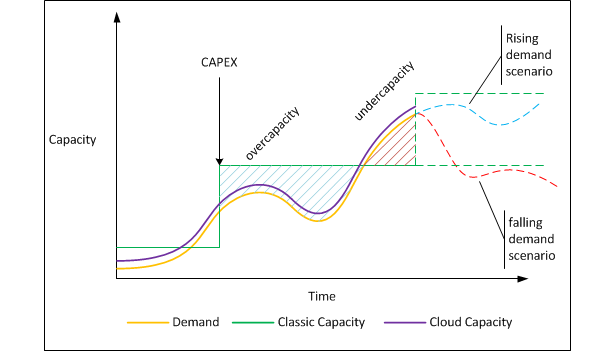 Rising
demand
scenario
CAPEX
overcapacity
undercapacity
Capacity
falling
demand
scenario
Time
Demand
Classic Capacity
Cloud Capacity